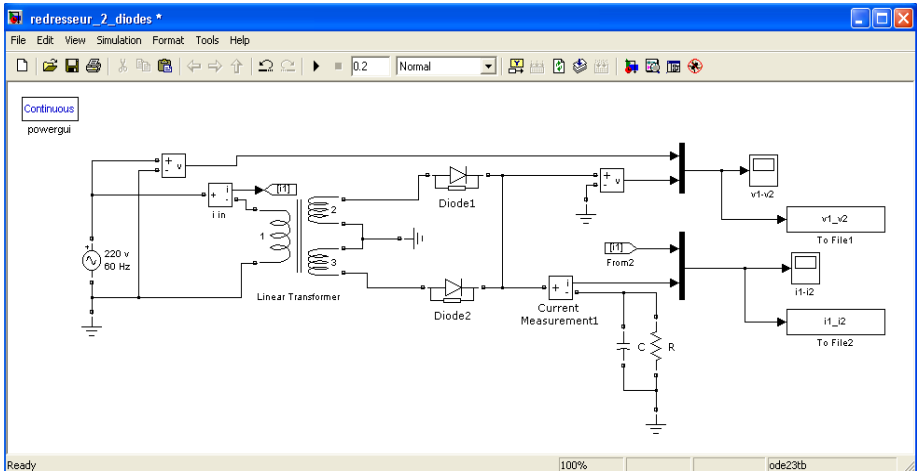 redresseur_2_diodes *
File Edit View Simulation Format Tools Help
0.2 Normal
Continuous
powergui
+ - v
+ - i
i in
[i1]
1
2
3
Linear Transformer
220 v
60 Hz
+
Diode1
Diode2
+ - v
[i1]
From2
+ - i
Current
Measurement1
C R
v1-v2
v1_v2
To File1
i1-i2
i1_i2
To File2
Ready 100% ode23tb